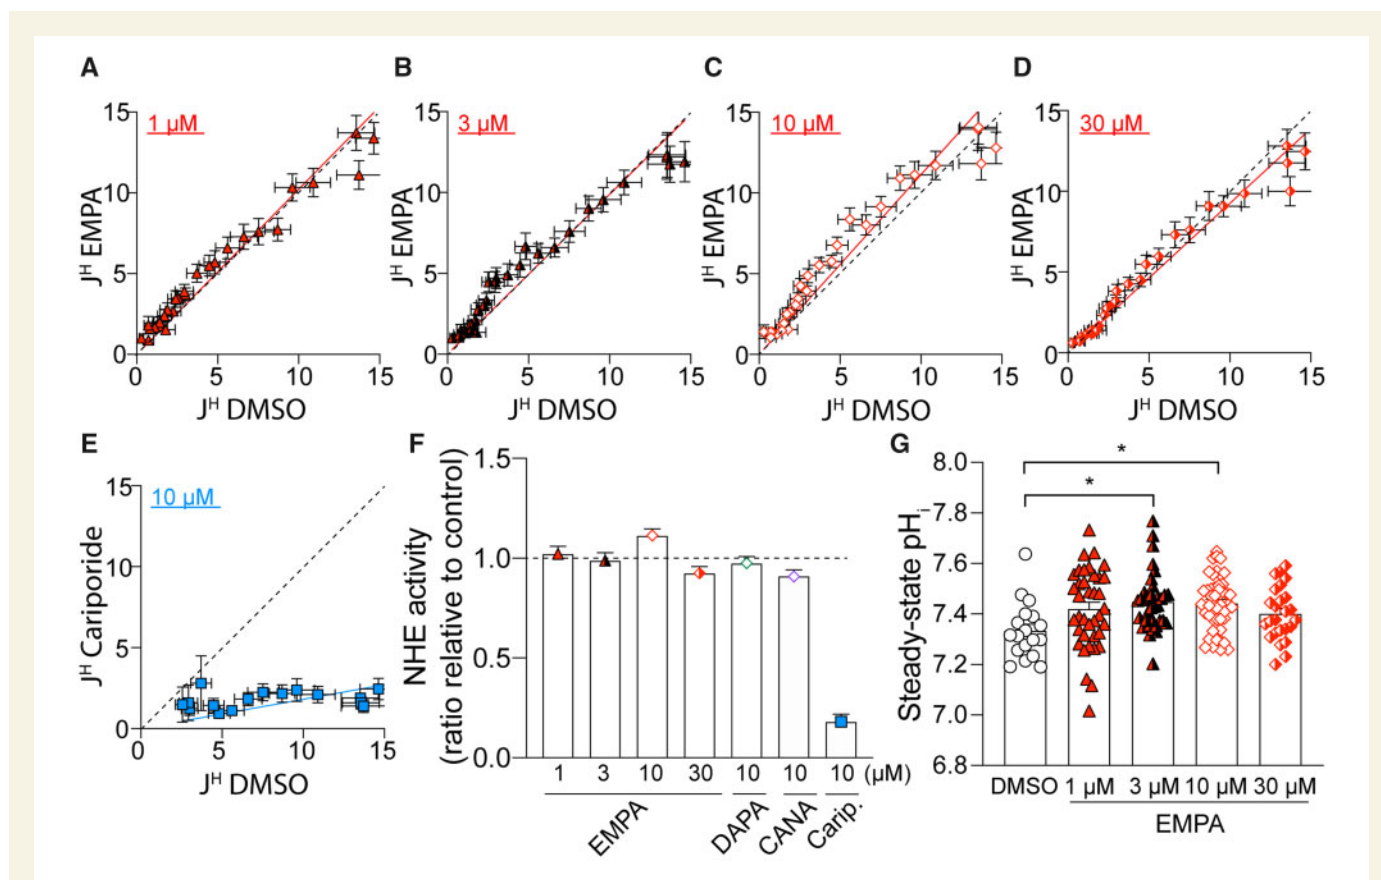 A
B
C
D
1 µM
3 µM
10 µM
30 µM
15
10
5
0
J^H EMPA
0 5 10 15
J^H DMSO
15
10
5
0
J^H EMPA
0 5 10 15
J^H DMSO
15
10
5
0
J^H EMPA
0 5 10 15
J^H DMSO
15
10
5
0
J^H EMPA
0 5 10 15
J^H DMSO
E
10 µM
15
10
5
0
J^H Cariporide
0 5 10 15
J^H DMSO
F
NHE activity
(ratio relative to control)
1.5
1.0
0.5
0.0
1 3 10 30 10 10 10 (µM)
EMPA
DAPA
CANA
Carip.
G
Steady-state pHi
8.0
7.8
7.6
7.4
7.2
7.0
6.8
*
*
DMSO 1 µM 3 µM 10 µM 30 µM
EMPA